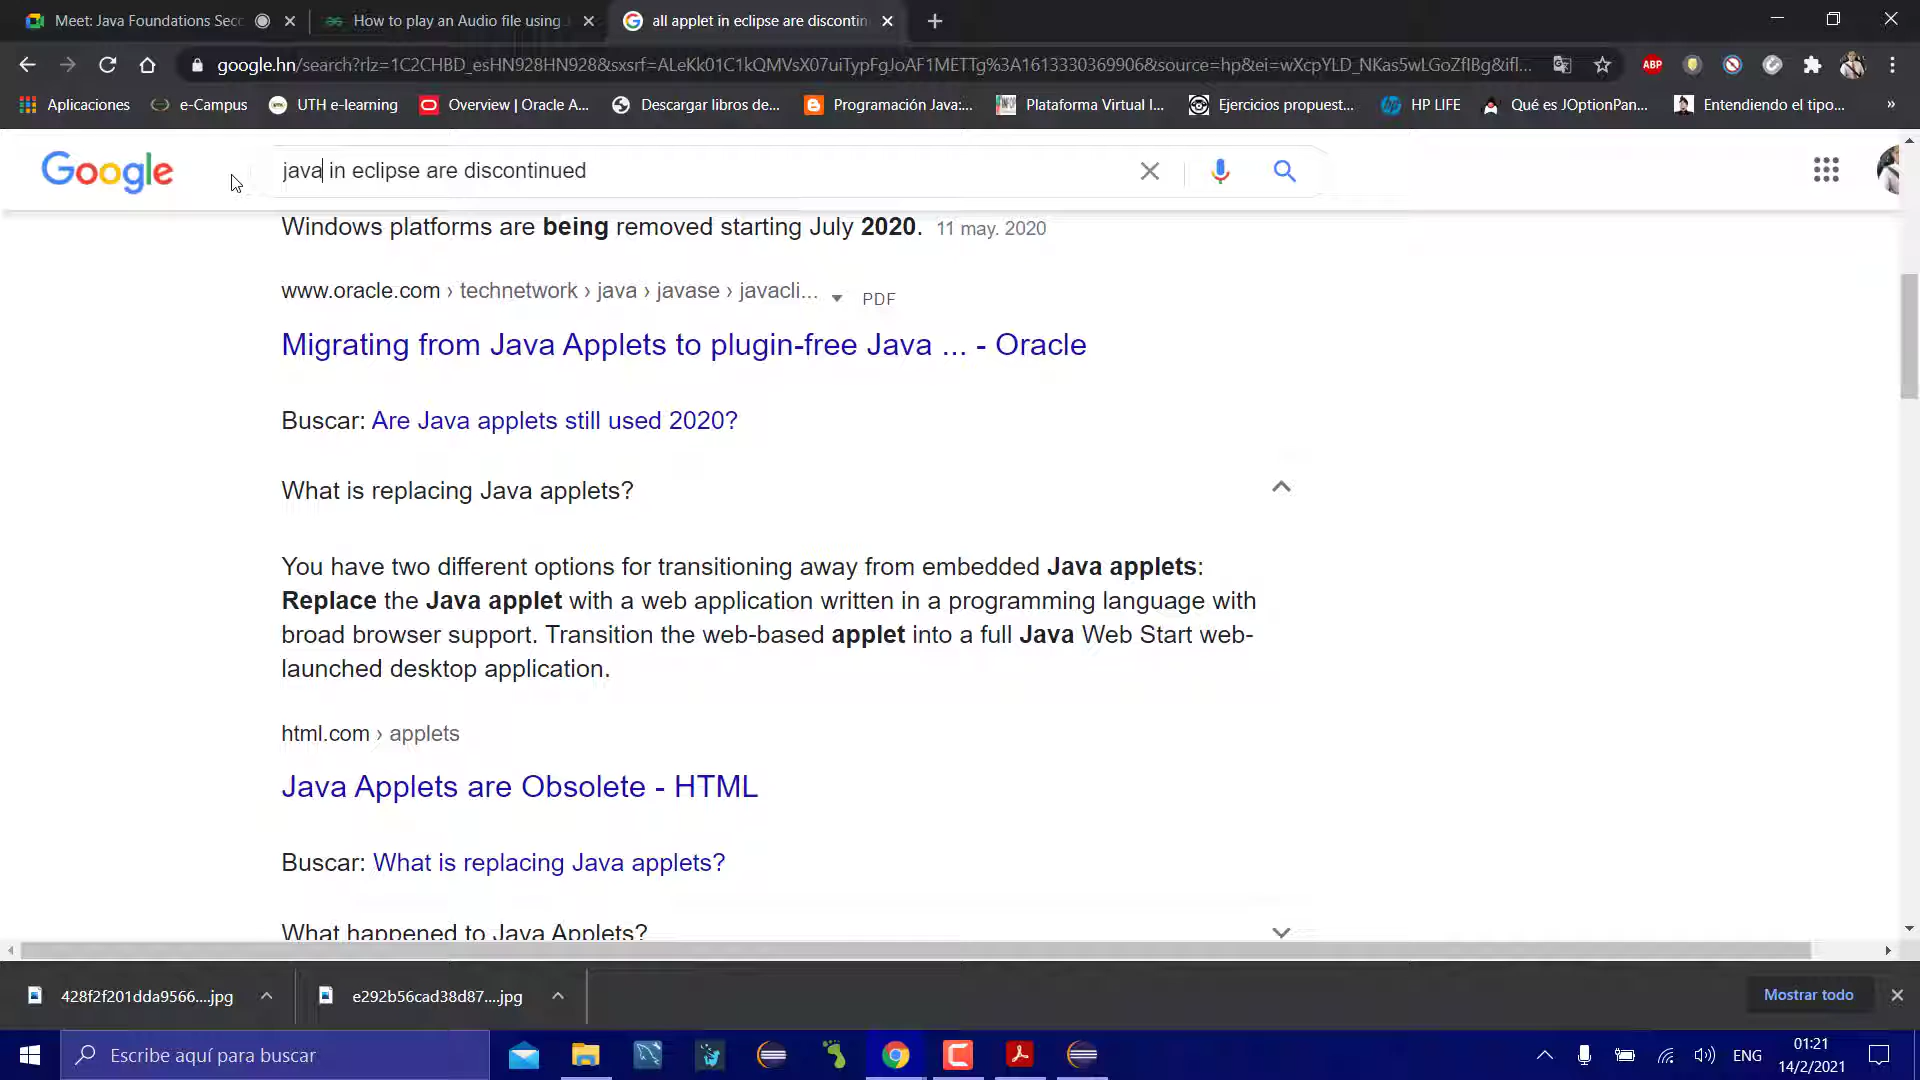 Meet: Java Foundations Sec
How to play an Audio file using J
all applet in eclipse are discontin
google.hn/search?rlz=1C2CHBD_esHN928HN928&sxsrf=ALeKk01C1kQMVsX07uiTypFgJoAF1METTg%3A1613330369906&source=hp&ei=wXcpYLD_NKas5wLGoZfIBg&ifl...
ABP
Aplicaciones
e-Campus
UTH e-learning
Overview | Oracle A...
Descargar libros de...
Programación Java:...
Plataforma Virtual I...
Ejercicios propuest...
HP LIFE
Qué es JOptionPan...
Entendiendo el tipo...
»
Google
java in eclipse are discontinued
Windows platforms are being removed starting July 2020. 11 may. 2020
www.oracle.com › technetwork › java › javase › javacli... PDF
Migrating from Java Applets to plugin-free Java ... - Oracle
Buscar: Are Java applets still used 2020?
What is replacing Java applets?
You have two different options for transitioning away from embedded Java applets:
Replace the Java applet with a web application written in a programming language with
broad browser support. Transition the web-based applet into a full Java Web Start web-
launched desktop application.
html.com › applets
Java Applets are Obsolete - HTML
Buscar: What is replacing Java applets?
What happened to Java Applets?
428f2f201dda9566....jpg
e292b56cad38d87....jpg
Mostrar todo
Escribe aquí para buscar
ENG
01:21
14/2/2021